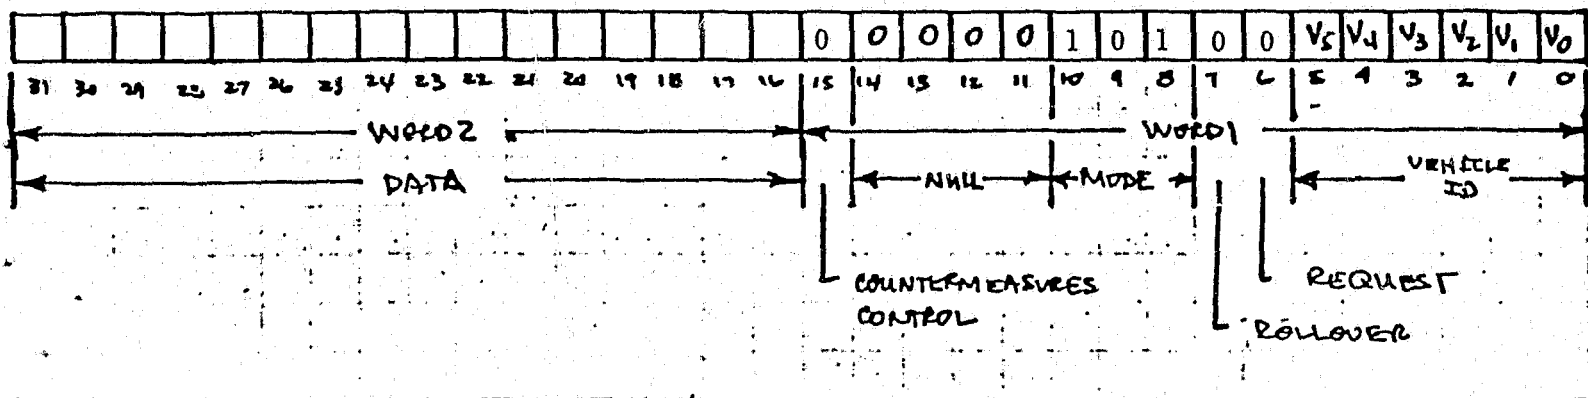 0 0 0 0 0 1 0 1 0 0 V5 V4 V3 V2 V1 V0
31 30 29 28 27 26 25 24 23 22 21 20 19 18 17 16 15 14 13 12 11 10 9 8 7 6 5 4 3 2 1 0
WORD2 WORD1
DATA NULL MODE VEHICLE
ID
COUNTERMEASURES REQUEST
CONTROL ROLLOVER